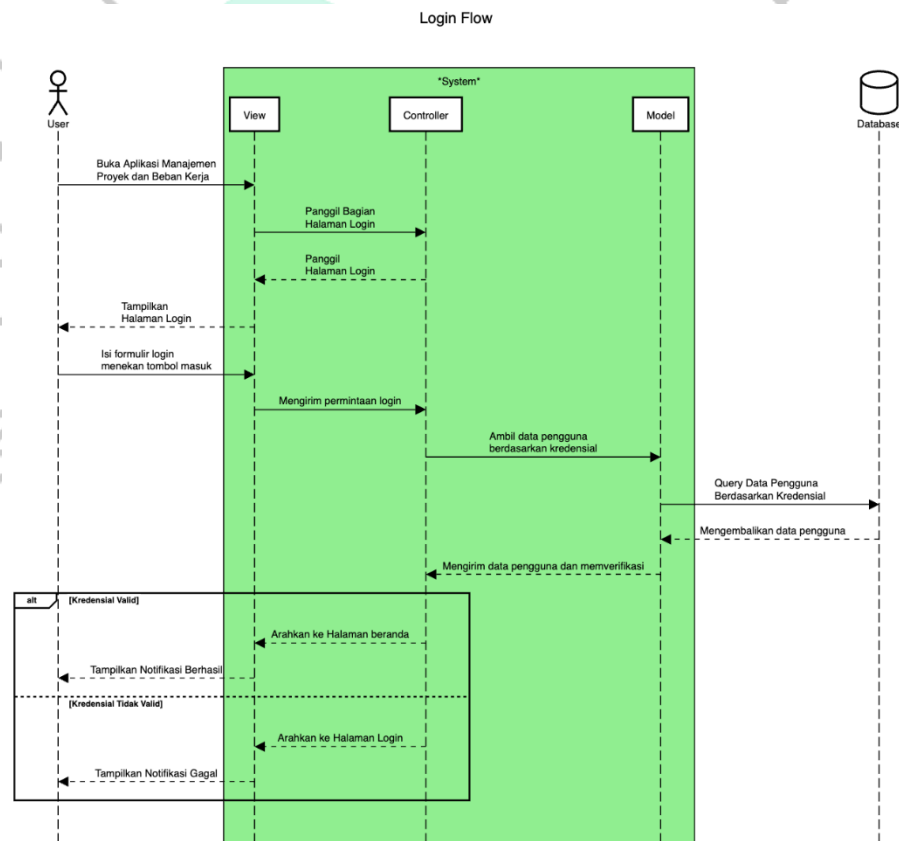 Login Flow
*System*
User
View
Controller
Model
Database
Buka Aplikasi Manajemen
Proyek dan Beban Kerja
Panggil Bagian
Halaman Login
Panggil
Halaman Login
Tampilkan
Halaman Login
Isi formulir login
menekan tombol masuk
Mengirim permintaan login
Ambil data pengguna
berdasarkan kredensial
Query Data Pengguna
Berdasarkan Kredensial
Mengembalikan data pengguna
Mengirim data pengguna dan memverifikasi
alt
[Kredensial Valid]
Arahkan ke Halaman beranda
Tampilkan Notifikasi Berhasil
[Kredensial Tidak Valid]
Arahkan ke Halaman Login
Tampilkan Notifikasi Gagal